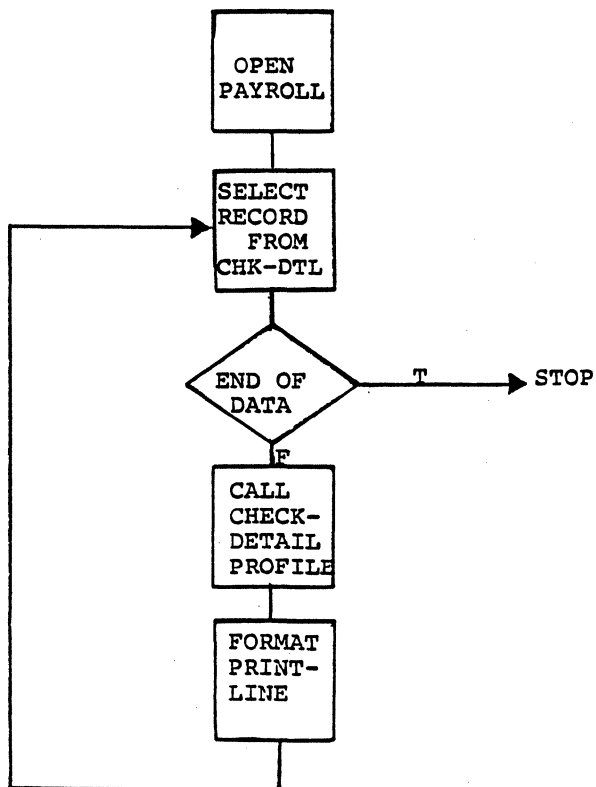 OPEN
PAYROLL
SELECT
RECORD
FROM
CHK-DTL
END OF
DATA
T
STOP
F
CALL
CHECK-
DETAIL
PROFILE
FORMAT
PRINT-
LINE